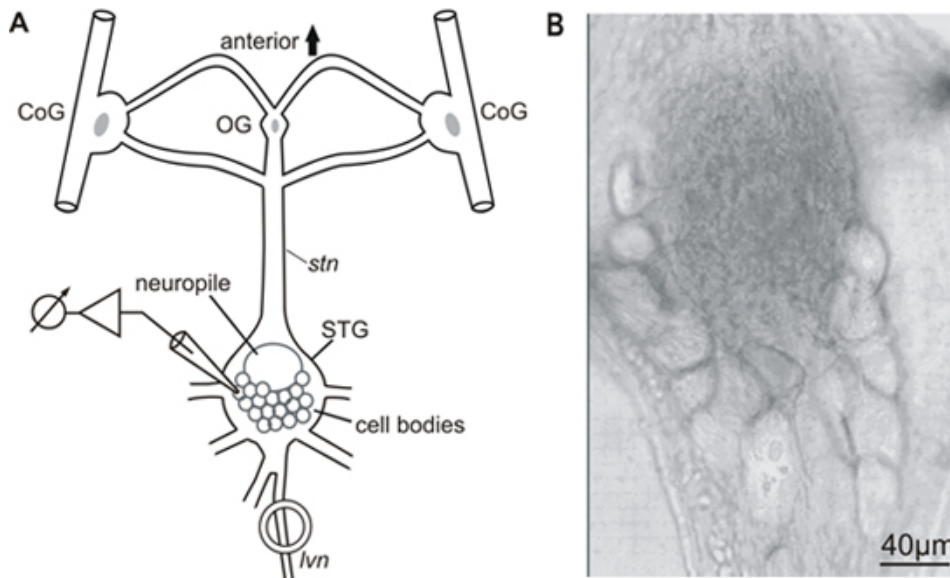 A
anterior
CoG
OG
CoG
stn
neuropile
STG
cell bodies
lvn
B
40µm